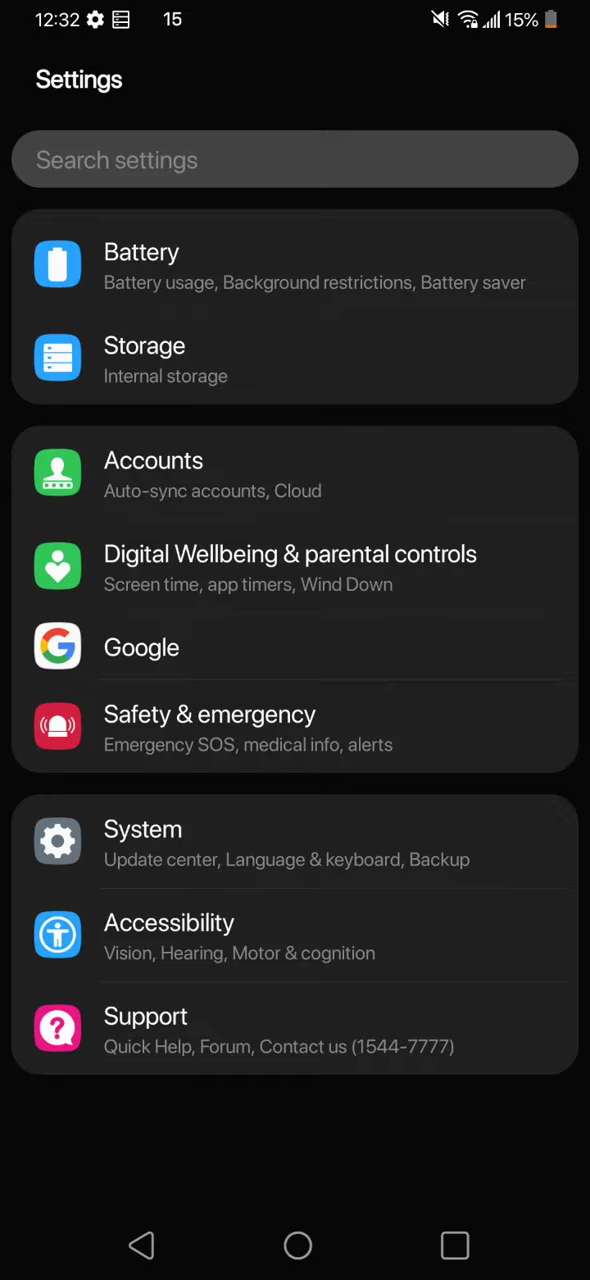 12:32 15 15%
Settings
Search settings
Battery
Battery usage, Background restrictions, Battery saver
Storage
Internal storage
Accounts
Auto-sync accounts, Cloud
Digital Wellbeing & parental controls
Screen time, app timers, Wind Down
Google
Safety & emergency
Emergency SOS, medical info, alerts
System
Update center, Language & keyboard, Backup
Accessibility
Vision, Hearing, Motor & cognition
Support
Quick Help, Forum, Contact us (1544-7777)